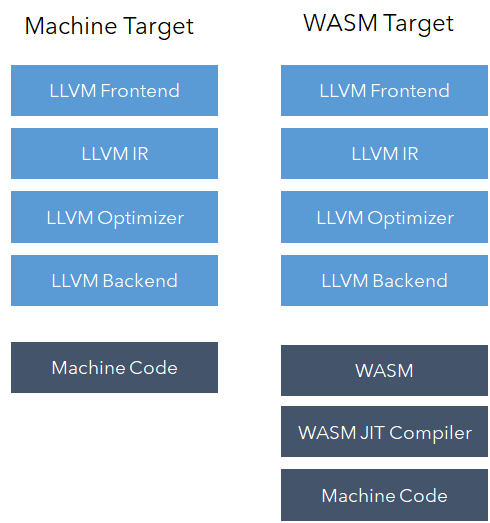 Machine Target
LLVM Frontend
LLVM IR
LLVM Optimizer
LLVM Backend
Machine Code
WASM Target
LLVM Frontend
LLVM IR
LLVM Optimizer
LLVM Backend
WASM
WASM JIT Compiler
Machine Code